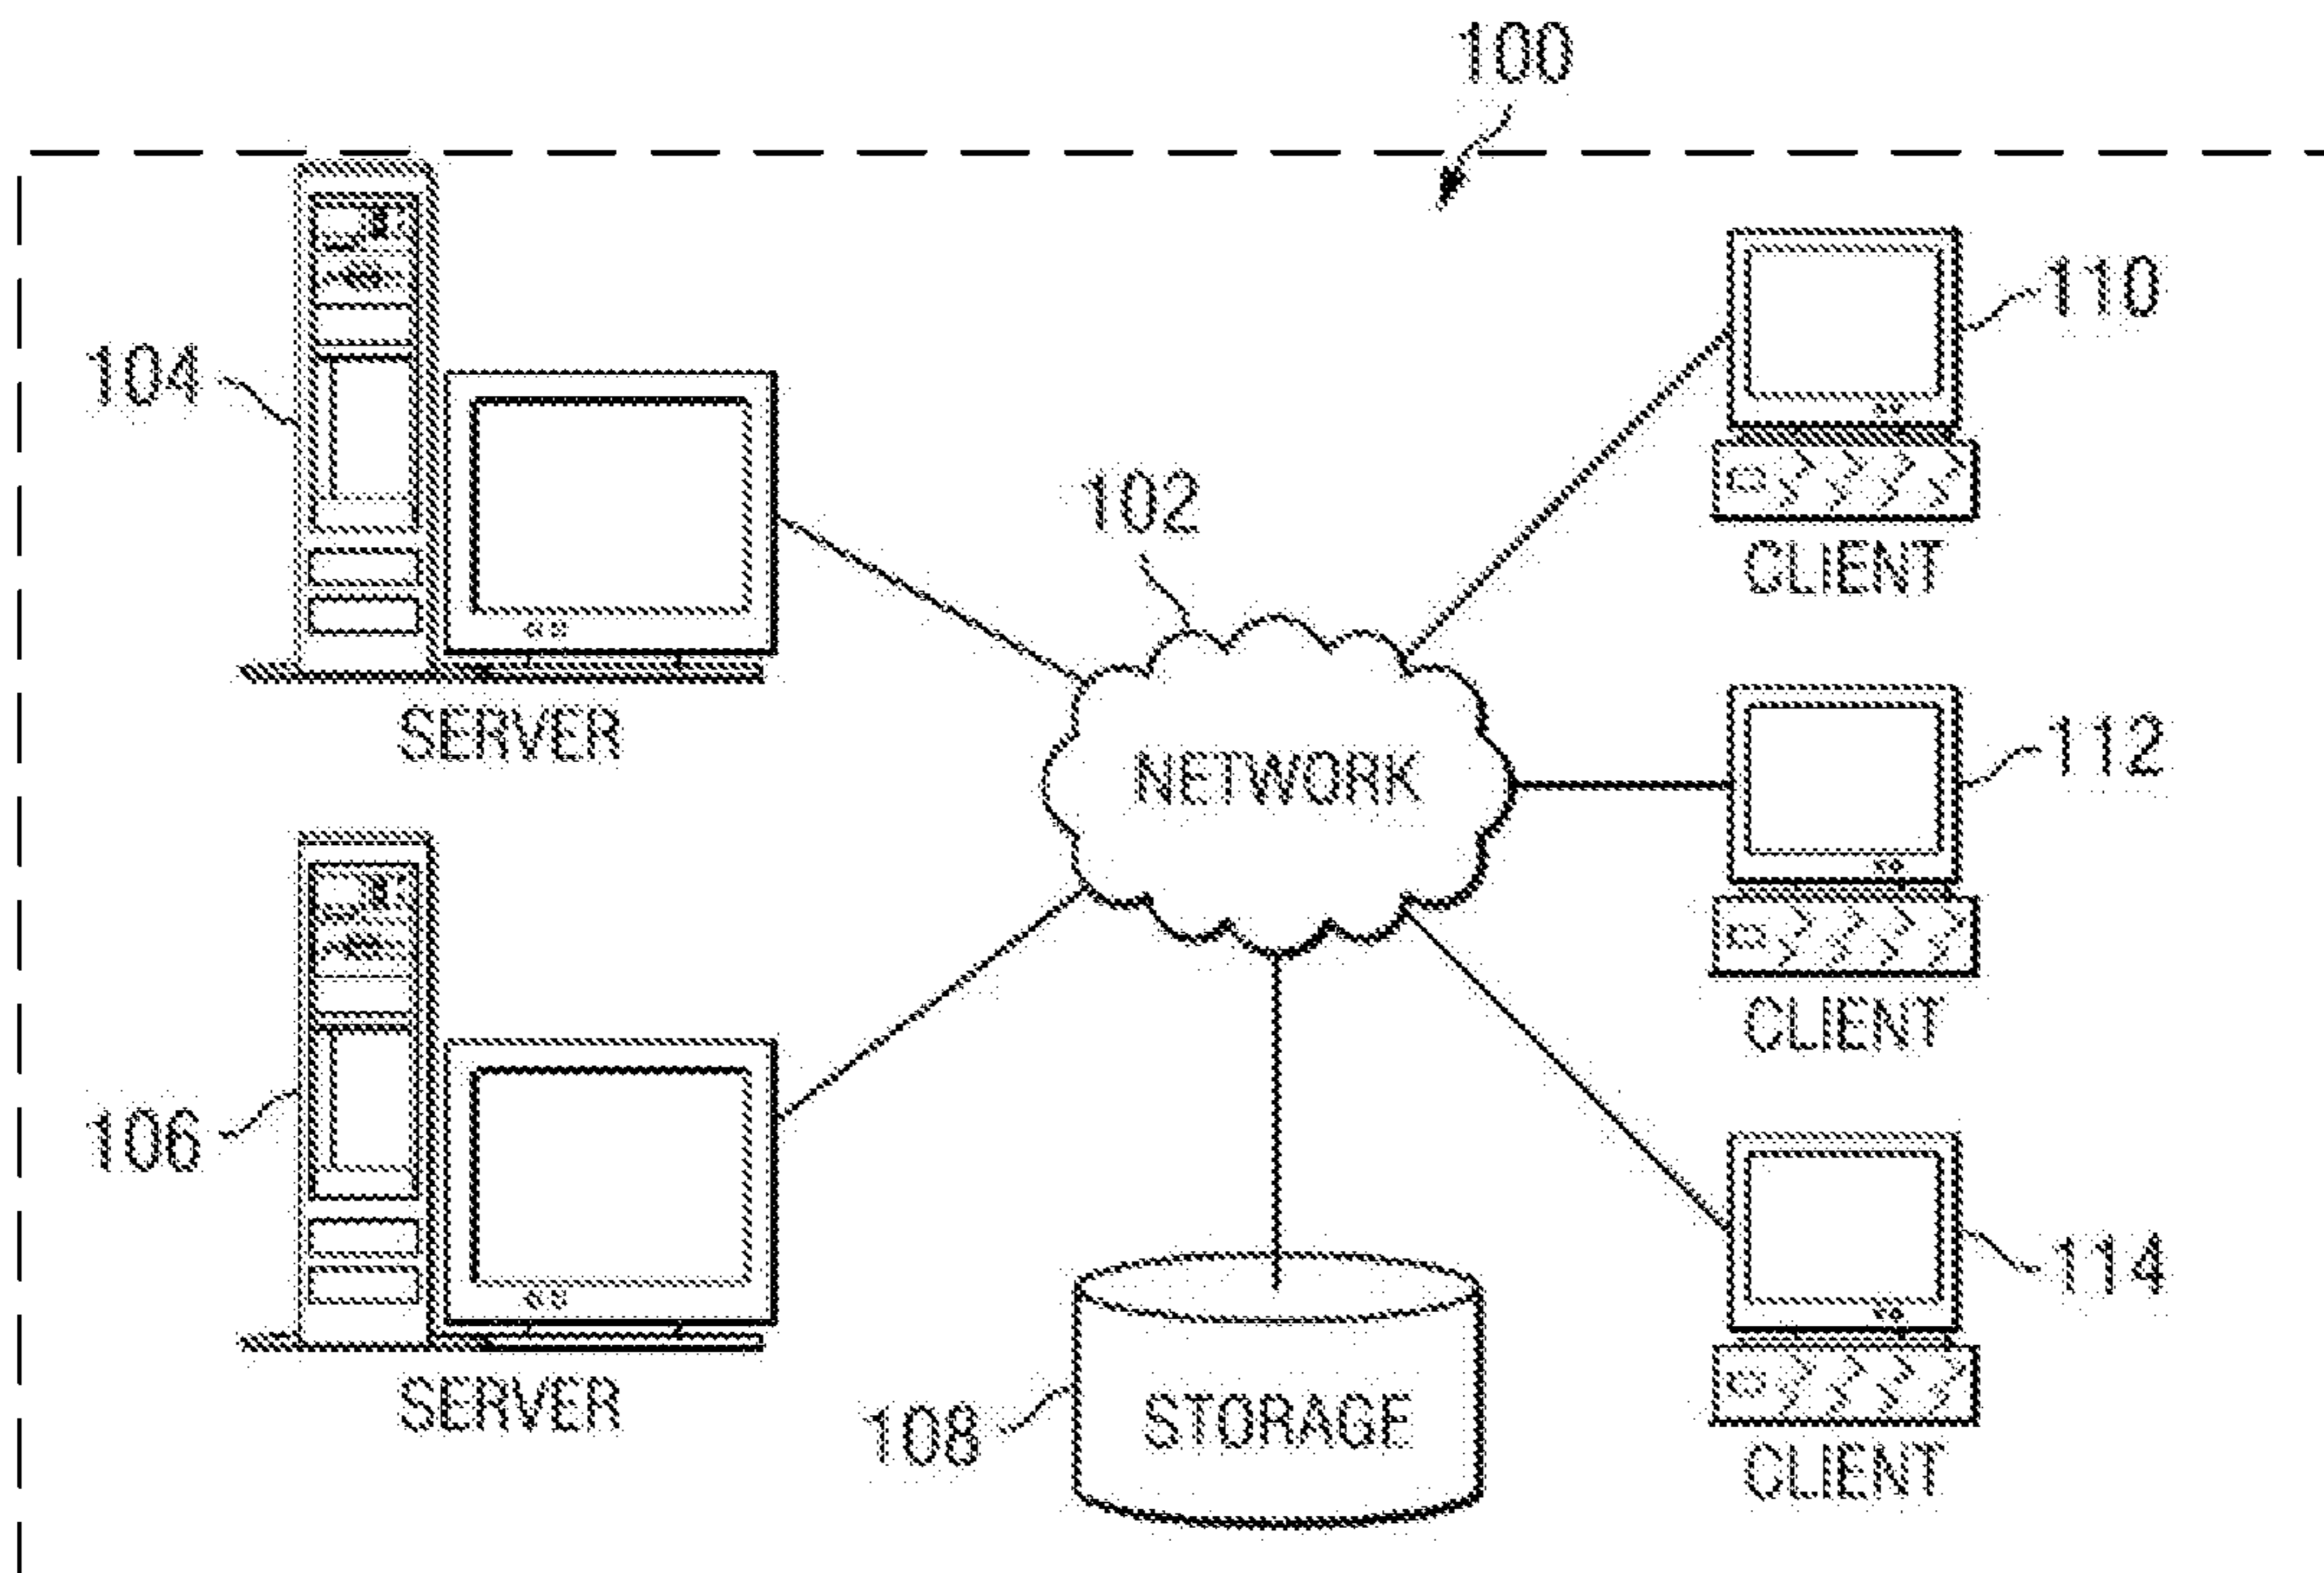 100
104
110
102
CLIENT
SERVER
112
NETWORK
CLIENT
106
114
108
STORAGE
SERVER
CLIENT